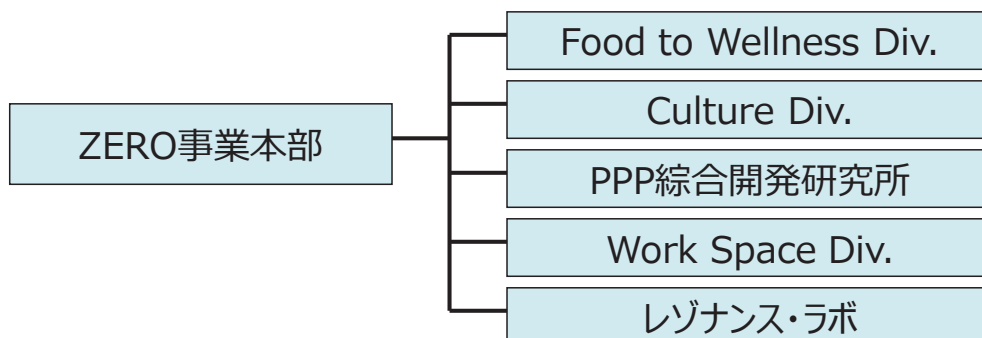 ZERO事業本部
Food to Wellness Div.
Culture Div.
PPP綜合開発研究所
Work Space Div.
レゾナンス・ラボ